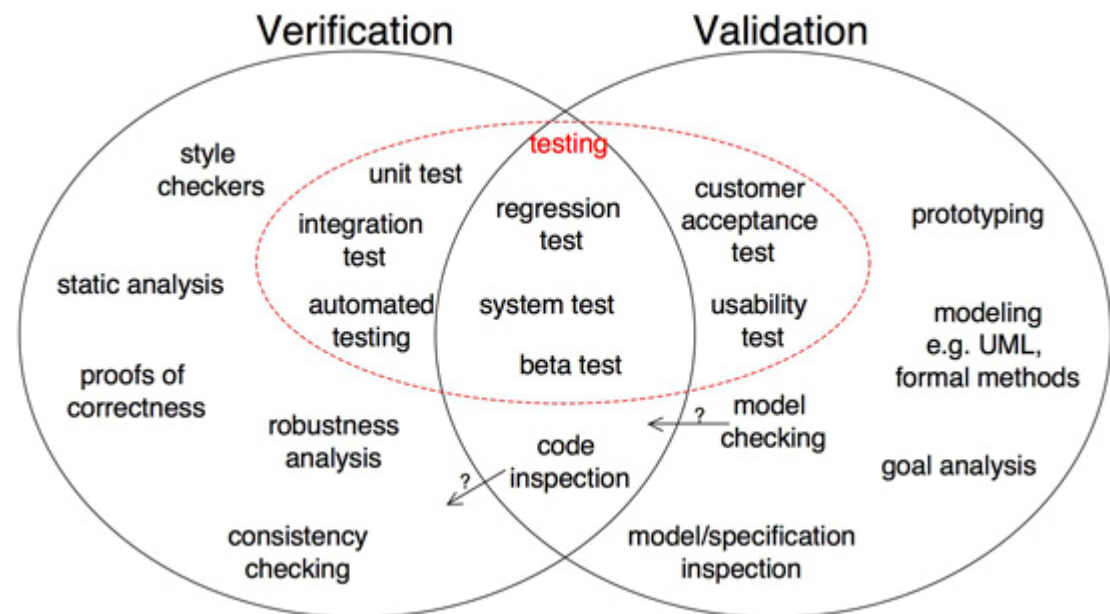 Verification
Validation
testing
style
checkers
unit test
integration
test
automated
testing
static analysis
proofs of
correctness
robustness
analysis
consistency
checking
regression
test
system test
beta test
code
inspection
?
customer
acceptance
test
usability
test
?
model
checking
model/specification
inspection
prototyping
modeling
e.g. UML,
formal methods
goal analysis